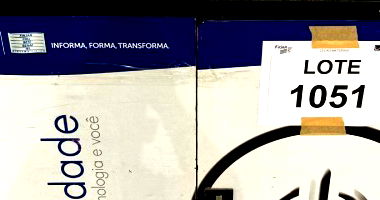 INFORMA, FORMA, TRANSFORMA.
dade
nologia e você
LOTE
1051